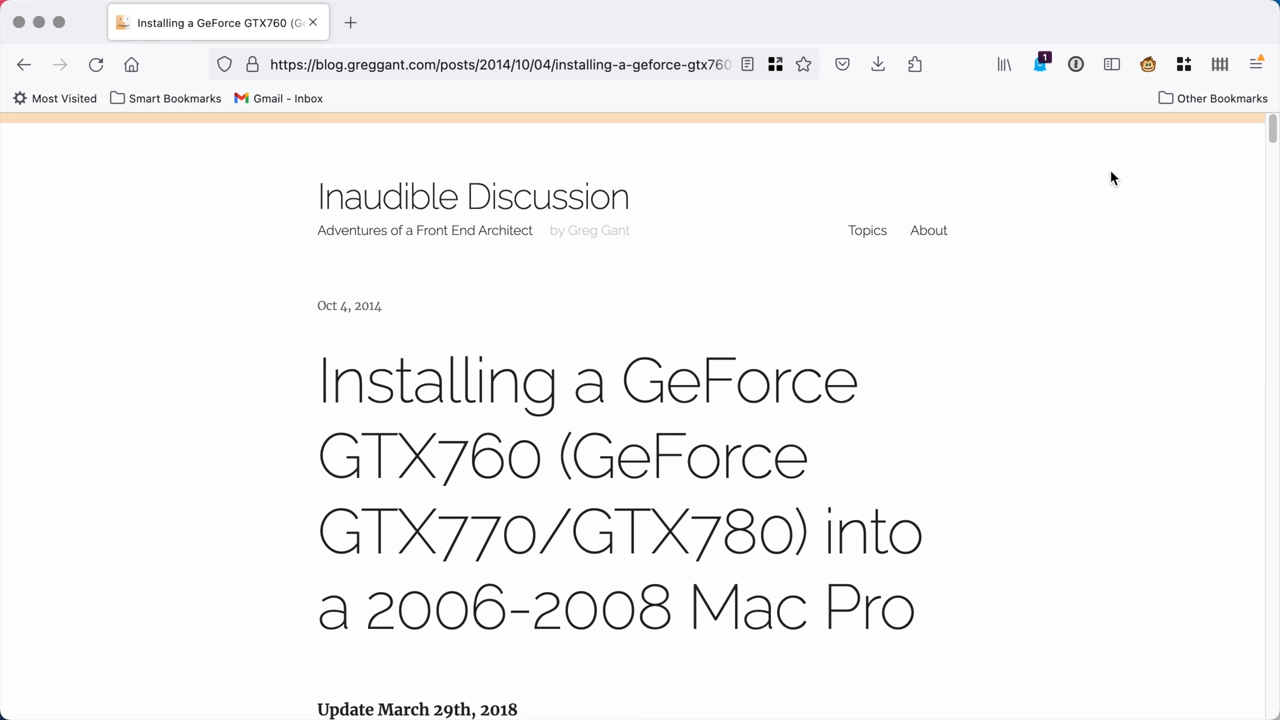 Installing a GeForce GTX760 (Ge
https://blog.greggant.com/posts/2014/10/04/installing-a-geforce-gtx760
1
Most Visited
Smart Bookmarks
Gmail - Inbox
Other Bookmarks
Inaudible Discussion
Adventures of a Front End Architect by Greg Gant
Topics
About
Oct 4, 2014
Installing a GeForce
GTX760 (GeForce
GTX770/GTX780) into
a 2006-2008 Mac Pro
Update March 29th, 2018